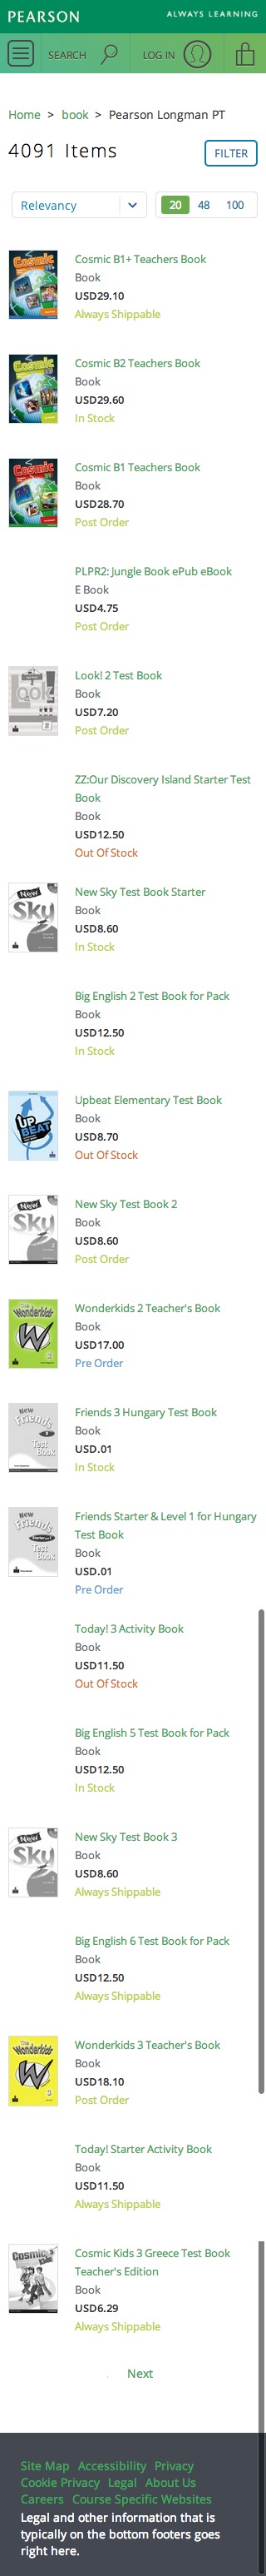 PEARSON
ALWAYS LEARNING
SEARCH
LOG IN
Home > book > Pearson Longman PT
4091 Items
FILTER
Relevancy
20 48 100
Cosmic B1+ Teachers Book
Book
USD29.10
Always Shippable
Cosmic B2 Teachers Book
Book
USD29.60
In Stock
Cosmic B1 Teachers Book
Book
USD28.70
Post Order
PLPR2: Jungle Book ePub eBook
E Book
USD4.75
Post Order
Look! 2 Test Book
Book
USD7.20
Post Order
ZZ:Our Discovery Island Starter Test
Book
Book
USD12.50
Out Of Stock
New Sky Test Book Starter
Book
USD8.60
In Stock
Big English 2 Test Book for Pack
Book
USD12.50
In Stock
Upbeat Elementary Test Book
Book
USD8.70
Out Of Stock
New Sky Test Book 2
Book
USD8.60
Post Order
Wonderkids 2 Teacher's Book
Book
USD17.00
Pre Order
Friends 3 Hungary Test Book
Book
USD.01
In Stock
Friends Starter & Level 1 for Hungary
Test Book
Book
USD.01
Pre Order
Today! 3 Activity Book
Book
USD11.50
Out Of Stock
Big English 5 Test Book for Pack
Book
USD12.50
In Stock
New Sky Test Book 3
Book
USD8.60
Always Shippable
Big English 6 Test Book for Pack
Book
USD12.50
Always Shippable
Wonderkids 3 Teacher's Book
Book
USD18.10
Post Order
Today! Starter Activity Book
Book
USD11.50
Always Shippable
Cosmic Kids 3 Greece Test Book
Teacher's Edition
Book
USD6.29
Always Shippable
Next
Site Map Accessibility Privacy
Cookie Privacy Legal About Us
Careers Course Specific Websites
Legal and other information that is
typically on the bottom footers goes
right here.